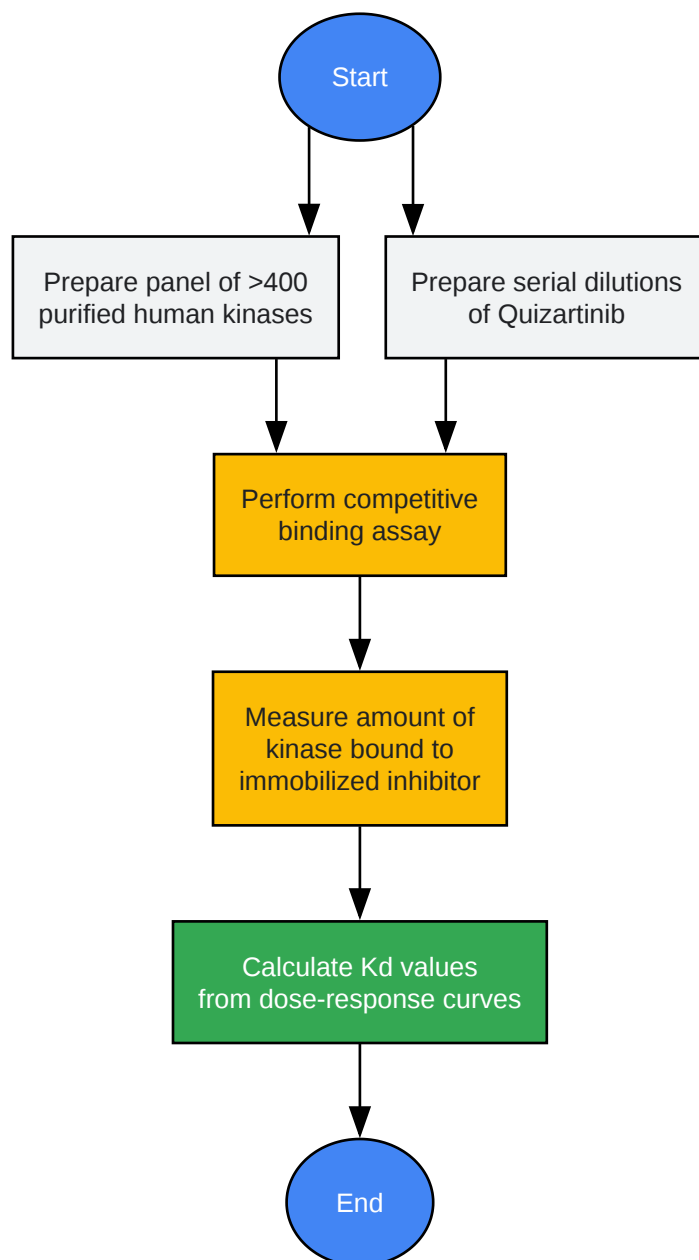 Start
Prepare panel of >400
purified human kinases
Prepare serial dilutions
of Quizartinib
Perform competitive
binding assay
Measure amount of
kinase bound to
immobilized inhibitor
Calculate Kd values
from dose-response curves
End